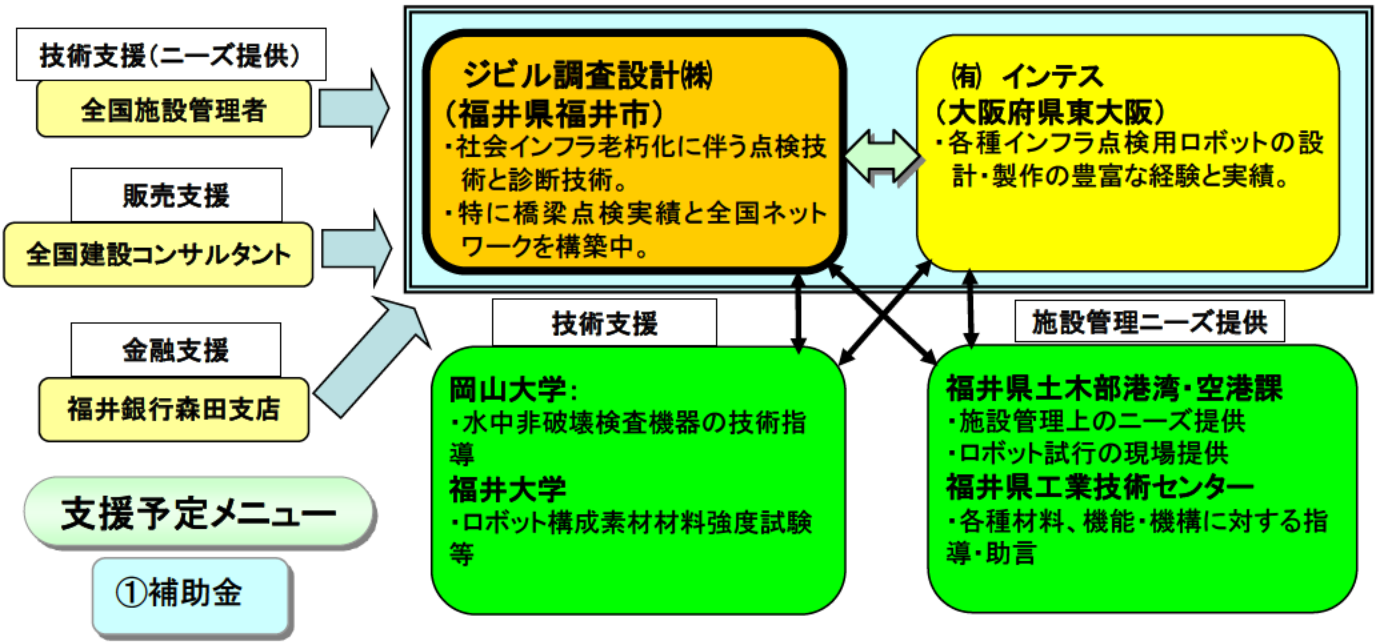 技術支援(ニーズ提供)
全国施設管理者
販売支援
全国建設コンサルタント
金融支援
福井銀行森田支店
支援予定メニュー
①補助金
ジビル調査設計㈱
(福井県福井市)
・社会インフラ老朽化に伴う点検技
術と診断技術。
・特に橋梁点検実績と全国ネット
ワークを構築中。
㈲ インテス
(大阪府県東大阪)
・各種インフラ点検用ロボットの設
計・製作の豊富な経験と実績。
技術支援
岡山大学:
・水中非破壊検査機器の技術指
導
福井大学
・ロボット構成素材材料強度試験
等
施設管理ニーズ提供
福井県土木部港湾・空港課
・施設管理上のニーズ提供
・ロボット試行の現場提供
福井県工業技術センター
・各種材料、機能・機構に対する指
導・助言